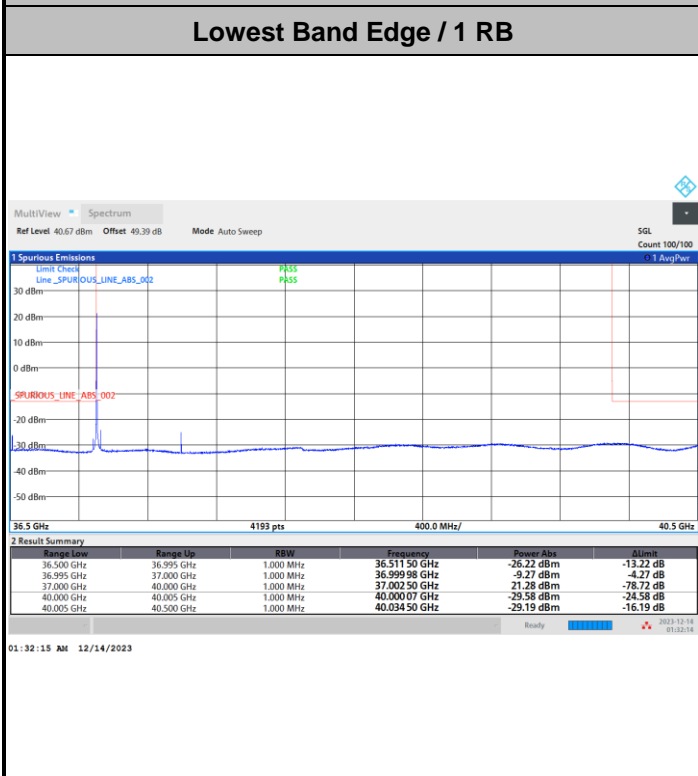 Lowest Band Edge / 1 RB
MultiView Spectrum
Ref Level 40.67 dBm Offset 49.39 dB Mode Auto Sweep SGL
Count 100/100
1 Spurious Emissions 1 AvgPwr
Limit Check PASS
Line _SPURIOUS_LINE_ABS_002 PASS
30 dBm
20 dBm
10 dBm
0 dBm
_SPURIOUS_LINE_ABS_002
-20 dBm
-30 dBm
-40 dBm
-50 dBm
36.5 GHz 4193 pts 400.0 MHz/ 40.5 GHz
2 Result Summary
Range Low Range Up RBW Frequency Power Abs ΔLimit
36.500 GHz 36.995 GHz 1.000 MHz 36.511 50 GHz -26.22 dBm -13.22 dB
36.995 GHz 37.000 GHz 1.000 MHz 36.999 98 GHz -9.27 dBm -4.27 dB
37.000 GHz 40.000 GHz 1.000 MHz 37.002 50 GHz 21.28 dBm -78.72 dB
40.000 GHz 40.005 GHz 1.000 MHz 40.000 07 GHz -29.58 dBm -24.58 dB
40.005 GHz 40.500 GHz 1.000 MHz 40.034 50 GHz -29.19 dBm -16.19 dB
Ready 2023-12-14
01:32:14
01:32:15 AM 12/14/2023